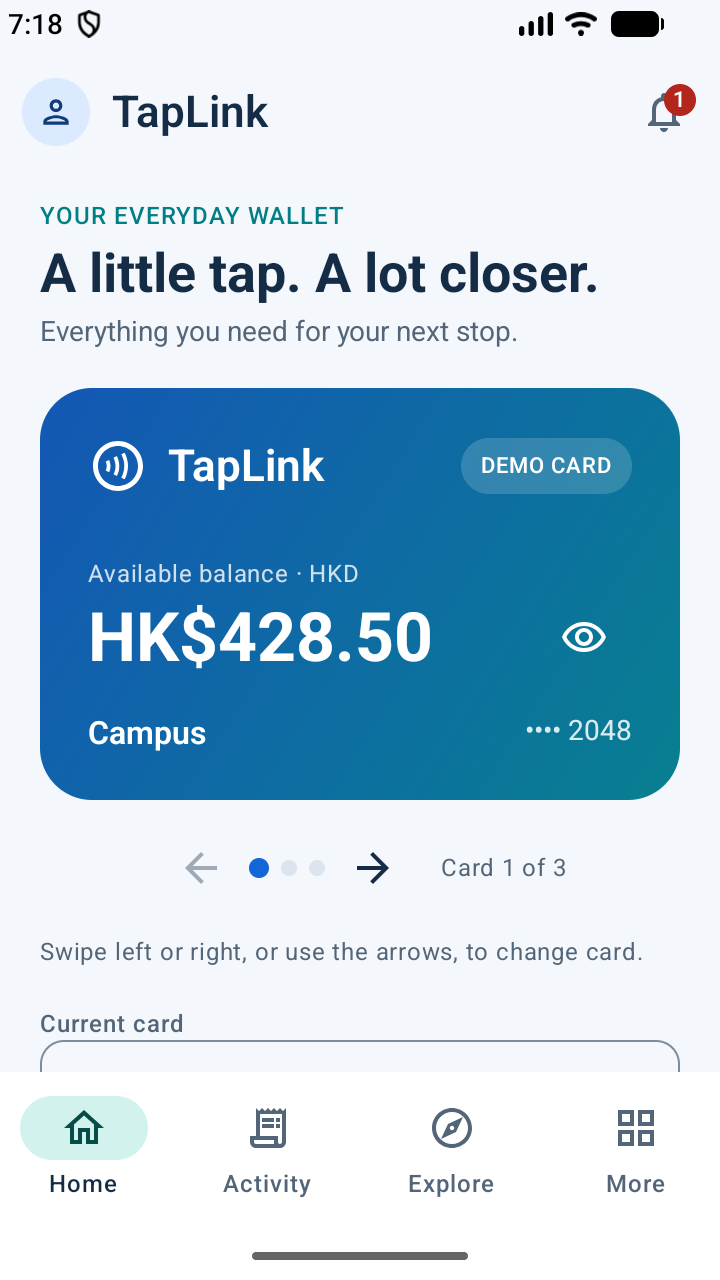 7:18
TapLink
1
YOUR EVERYDAY WALLET
A little tap. A lot closer.
Everything you need for your next stop.
TapLink
DEMO CARD
Available balance · HKD
HK$428.50
Campus
•••• 2048
Card 1 of 3
Swipe left or right, or use the arrows, to change card.
Current card
Home
Activity
Explore
More